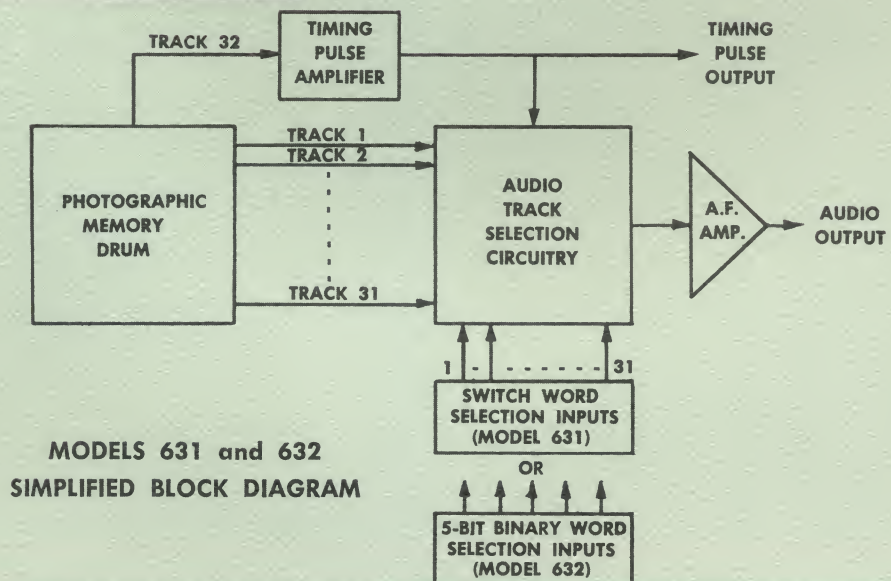 TRACK 32
TIMING
PULSE
AMPLIFIER
TIMING
PULSE
OUTPUT
PHOTOGRAPHIC
MEMORY
DRUM
TRACK 1
TRACK 2
TRACK 31
AUDIO
TRACK
SELECTION
CIRCUITRY
A.F.
AMP.
AUDIO
OUTPUT
1 31
SWITCH WORD
SELECTION INPUTS
(MODEL 631)
OR
5-BIT BINARY WORD
SELECTION INPUTS
(MODEL 632)
MODELS 631 and 632
SIMPLIFIED BLOCK DIAGRAM